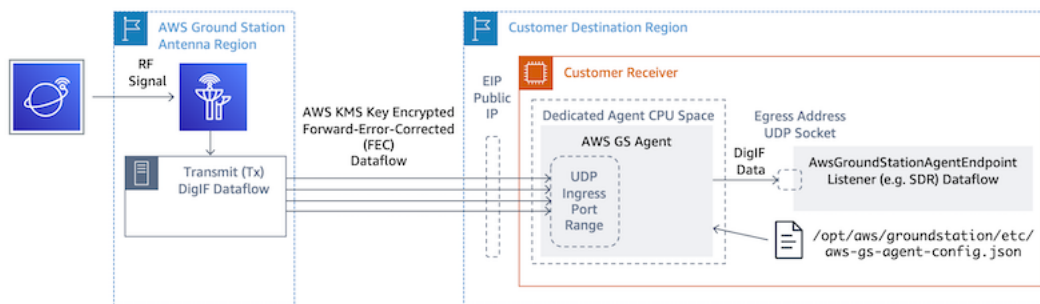 AWS Ground Station
Antenna Region
Customer Destination Region
RF
Signal
Customer Receiver
EIP
Public
IP
AWS KMS Key Encrypted
Forward-Error-Corrected
(FEC)
Dataflow
Dedicated Agent CPU Space
AWS GS Agent
Egress Address
UDP Socket
Transmit (Tx)
DigIF Dataflow
UDP
Ingress
Port
Range
DigIF
Data
AwsGroundStationAgentEndpoint
Listener (e.g. SDR) Dataflow
/opt/aws/groundstation/etc/
aws-gs-agent-config.json